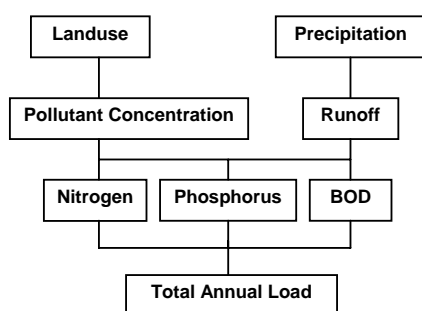 Landuse
Precipitation
Pollutant Concentration
Runoff
Nitrogen
Phosphorus
BOD
Total Annual Load